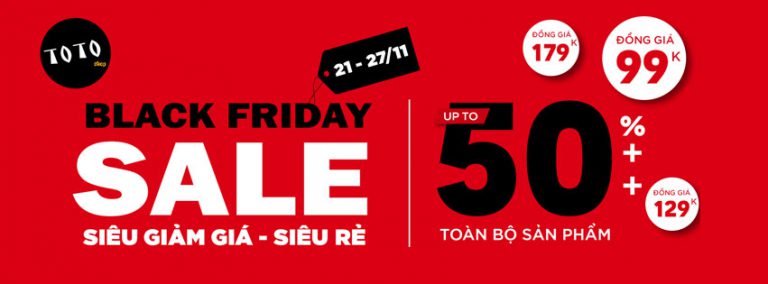 TOTO
shop
21 - 27/11
BLACK FRIDAY
SALE
SIÊU GIẢM GIÁ - SIÊU RẺ
UP TO
50%
++
TOÀN BỘ SẢN PHẨM
ĐỒNG GIÁ
179K
ĐỒNG GIÁ
99K
ĐỒNG GIÁ
129K